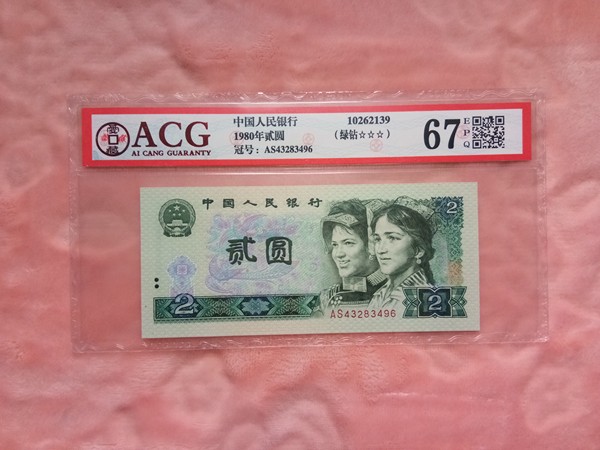 ACG
AI CANG GUARANTY
中国人民银行
1980年贰圆
冠号: AS43283496
10262139
(绿钻☆☆☆)
67
EPQ
中国人民银行
贰圆
2
2
2
AS43283496